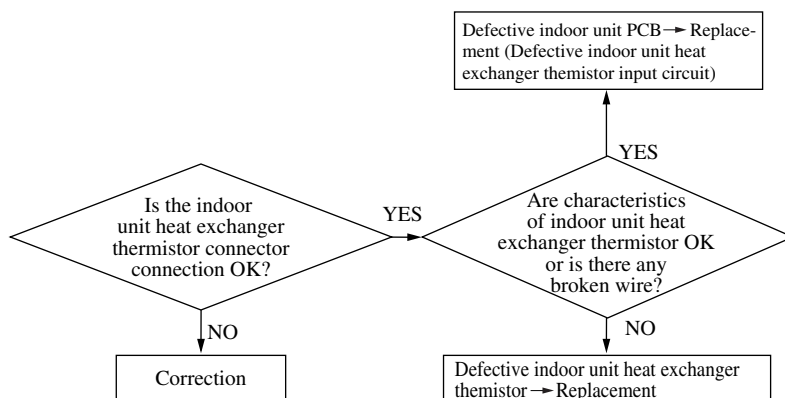 Defective indoor unit PCB → Replace-
ment (Defective indoor unit heat
exchanger themistor input circuit)
YES
Is the indoor
unit heat exchanger
thermistor connector
connection OK?
YES
Are characteristics
of indoor unit heat
exchanger thermistor OK
or is there any
broken wire?
NO
NO
Correction
Defective indoor unit heat exchanger
themistor → Replacement